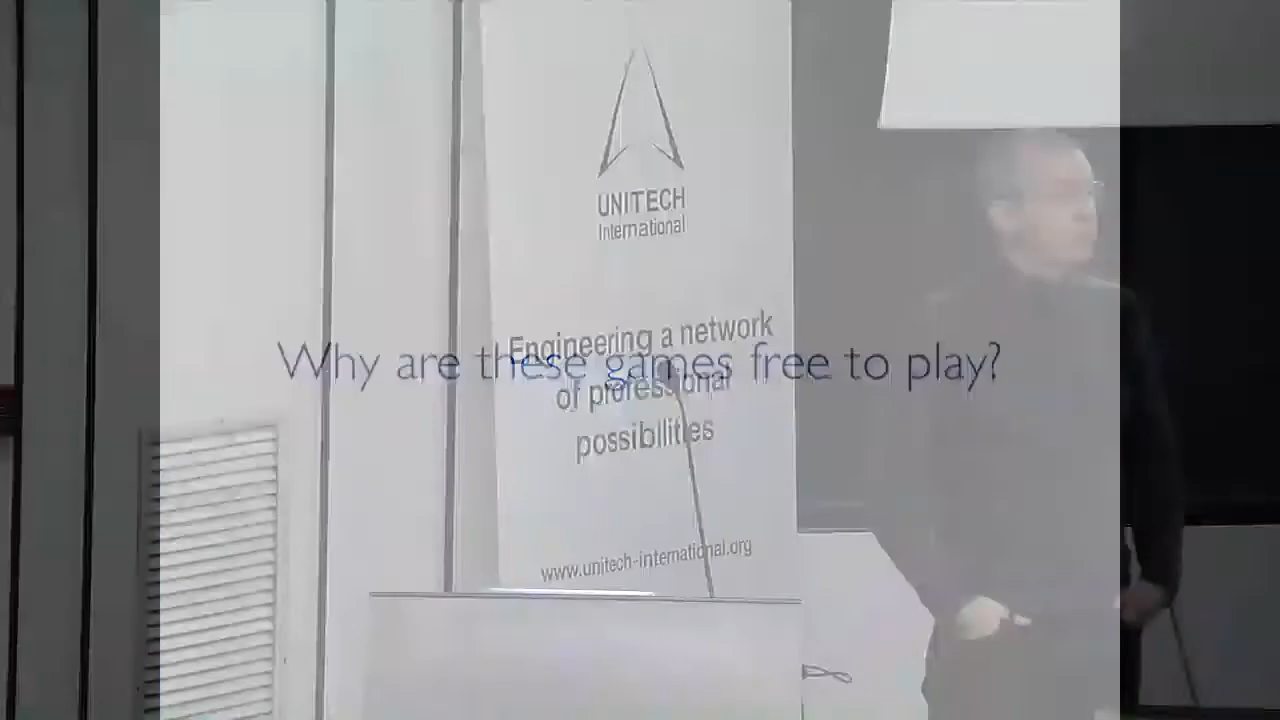 UNITECH
International
Engineering a network
of professional
possibilities
Why are these games free to play?
www.unitech-international.org